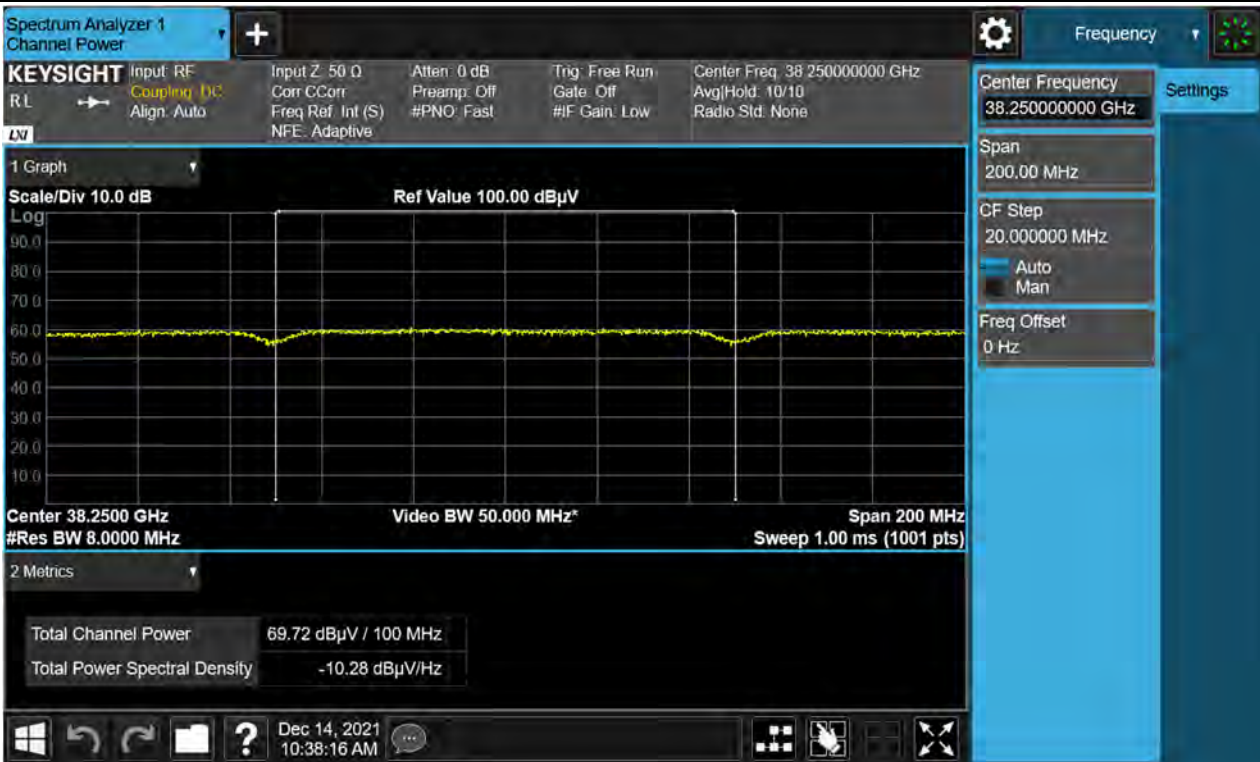 Spectrum Analyzer 1
Channel Power
+
Frequency
KEYSIGHT
RL
LXI
Input: RF
Coupling: DC
Align: Auto
Input Z: 50 Ω
Corr CCorr
Freq Ref: Int (S)
NFE: Adaptive
Atten: 0 dB
Preamp: Off
#PNO: Fast
Trig: Free Run
Gate: Off
#IF Gain: Low
Center Freq: 38.250000000 GHz
Avg|Hold: 10/10
Radio Std: None
Center Frequency
38.250000000 GHz
Settings
Span
200.00 MHz
CF Step
20.000000 MHz
Auto
Man
Freq Offset
0 Hz
1 Graph
Scale/Div 10.0 dB
Ref Value 100.00 dBµV
Log
90.0
80.0
70.0
60.0
50.0
40.0
30.0
20.0
10.0
Center 38.2500 GHz
Video BW 50.000 MHz*
Span 200 MHz
#Res BW 8.0000 MHz
Sweep 1.00 ms (1001 pts)
2 Metrics
Total Channel Power 69.72 dBµV / 100 MHz
Total Power Spectral Density -10.28 dBµV/Hz
?
Dec 14, 2021
10:38:16 AM